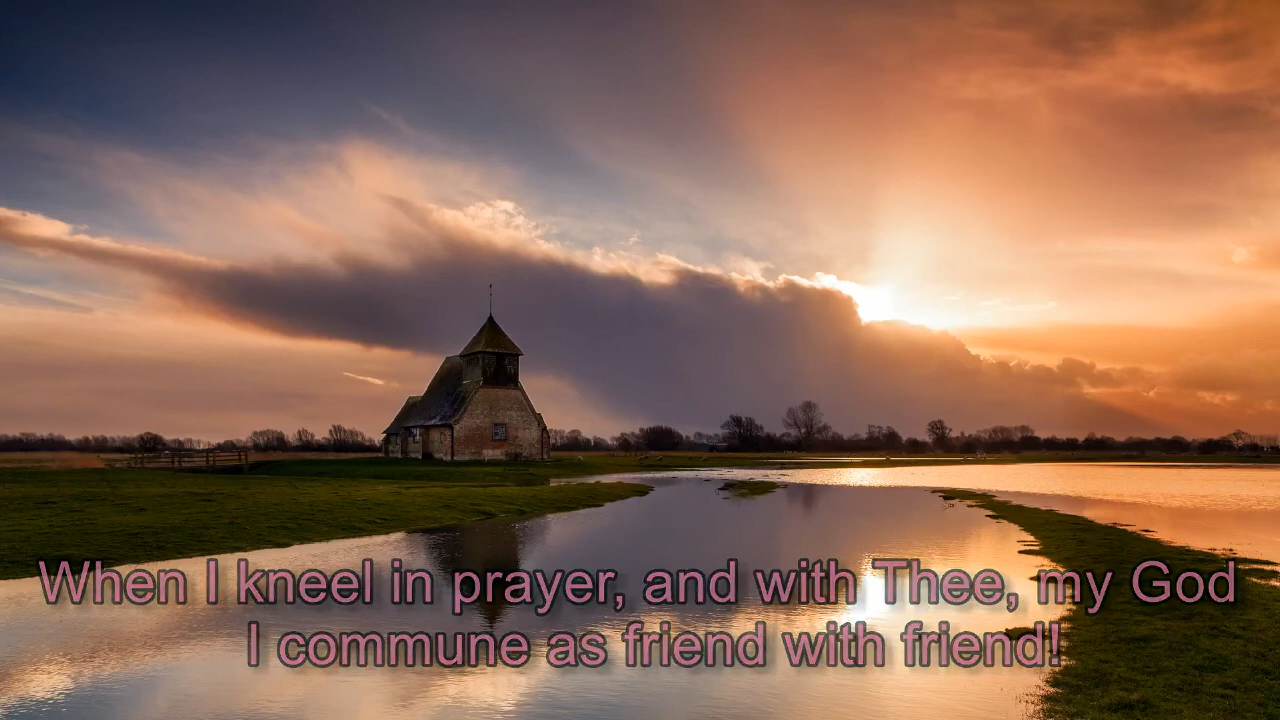 When I kneel in prayer, and with Thee, my God
I commune as friend with friend!